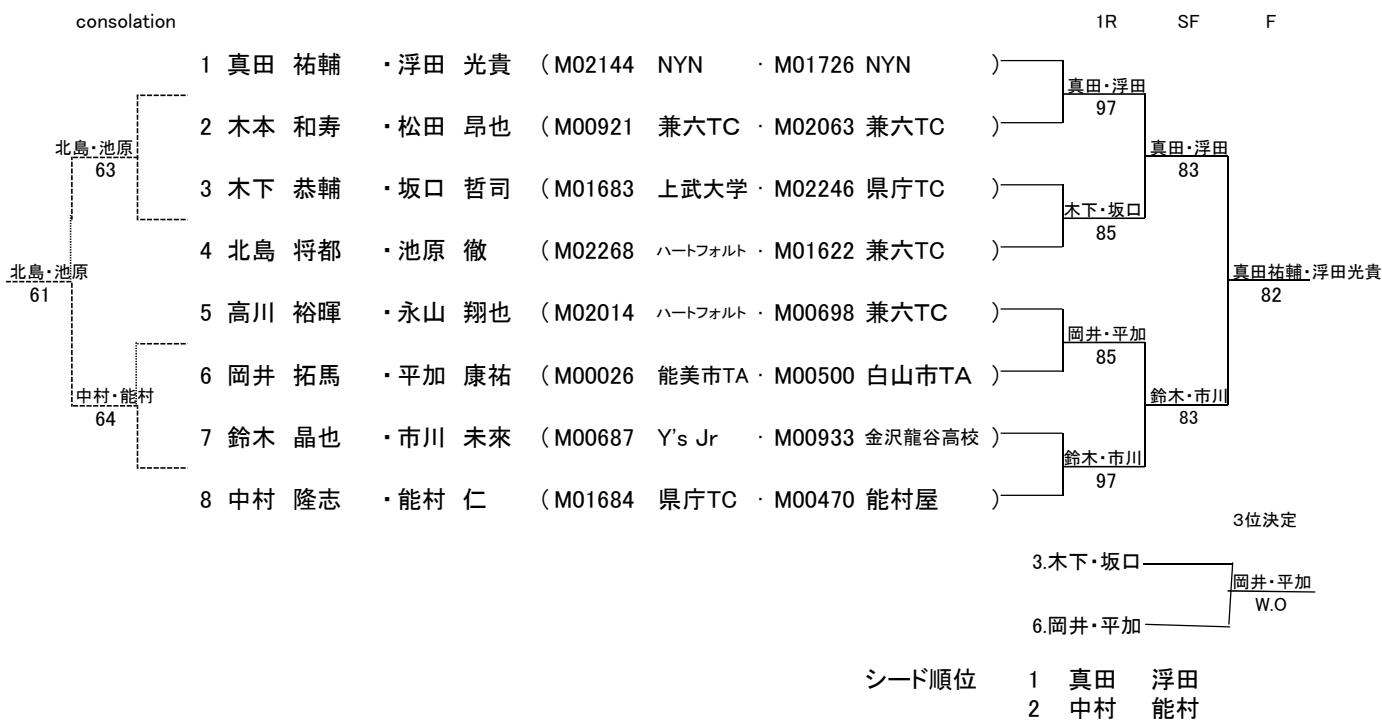 consolation 1R SF F
1 真田 祐輔 ・浮田 光貴 (M02144 NYN ・ M01726 NYN )
真田・浮田
97
2 木本 和寿 ・松田 昂也 (M00921 兼六TC ・ M02063 兼六TC )
北島・池原
63
真田・浮田
83
3 木下 恭輔 ・坂口 哲司 (M01683 上武大学 ・ M02246 県庁TC )
木下・坂口
85
4 北島 将都 ・池原 徹 (M02268 ハートフォルト ・ M01622 兼六TC )
北島・池原
61
真田祐輔・浮田光貴
82
5 高川 裕暉 ・永山 翔也 (M02014 ハートフォルト ・ M00698 兼六TC )
岡井・平加
85
6 岡井 拓馬 ・平加 康祐 (M00026 能美市TA ・ M00500 白山市TA )
中村・能村
64
鈴木・市川
83
7 鈴木 晶也 ・市川 未來 (M00687 Y's Jr ・ M00933 金沢龍谷高校 )
鈴木・市川
97
8 中村 隆志 ・能村 仁 (M01684 県庁TC ・ M00470 能村屋 )
3位決定
3.木下・坂口
岡井・平加
W.O
6.岡井・平加
シード順位 1 真田 浮田
2 中村 能村